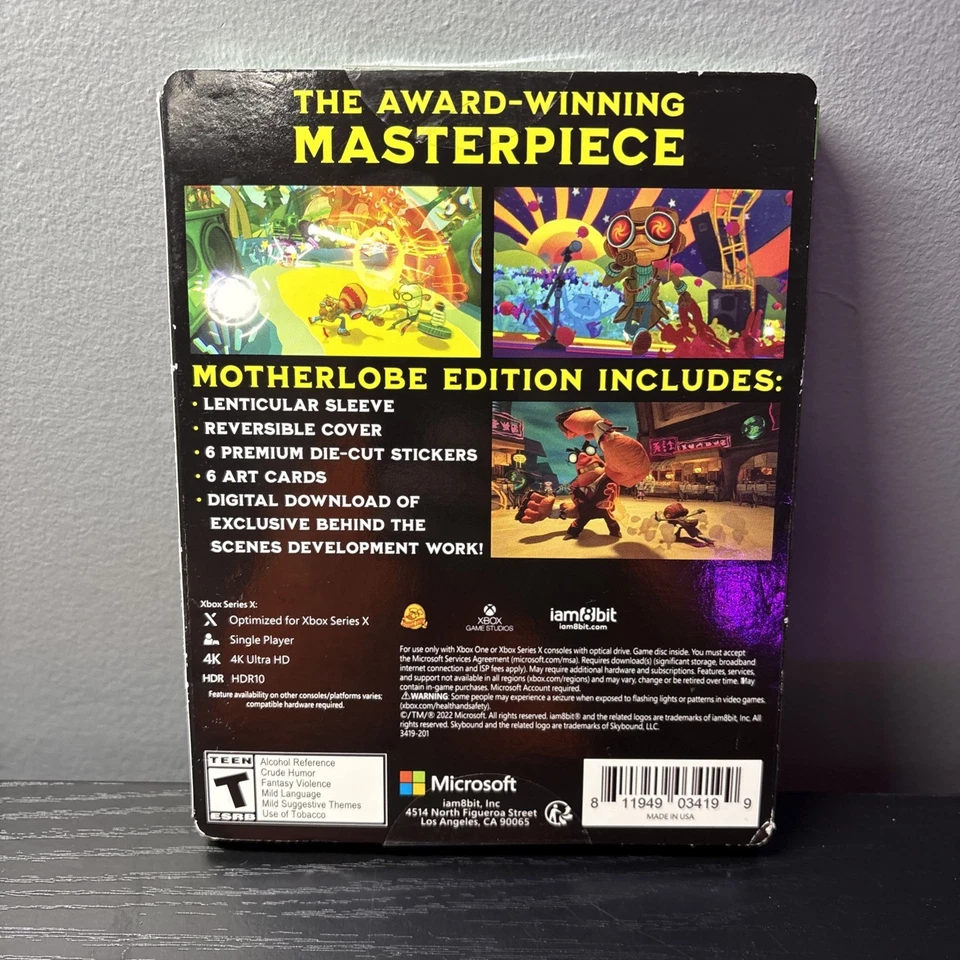 THE AWARD-WINNING
MASTERPIECE
MOTHERLOBE EDITION INCLUDES:
• LENTICULAR SLEEVE
• REVERSIBLE COVER
• 6 PREMIUM DIE-CUT STICKERS
• 6 ART CARDS
• DIGITAL DOWNLOAD OF
EXCLUSIVE BEHIND THE
SCENES DEVELOPMENT WORK!
Xbox Series X:
X Optimized for Xbox Series X
Single Player
4K 4K Ultra HD
HDR HDR10
Feature availability on other consoles/platforms varies;
compatible hardware required.
XBOX
GAME STUDIOS
iam8bit
iam8bit.com
For use only with Xbox One or Xbox Series X consoles with optical drive. Game disc inside. You must accept
the Microsoft Services Agreement (microsoft.com/msa). Requires download(s) (significant storage, broadband
internet connection and ISP fees apply). May require additional hardware and subscriptions. Features, services,
and support not available in all regions (xbox.com/regions) and may vary, change or be retired over time. May
contain in-game purchases. Microsoft Account required.
⚠WARNING: Some people may experience a seizure when exposed to flashing lights or patterns in video games.
(xbox.com/healthandsafety).
©/TM/® 2022 Microsoft. All rights reserved. iam8bit® and the related logos are trademarks of iam8bit, Inc. All
rights reserved. Skybound and the related logo are trademarks of Skybound, LLC.
3419-201
TEEN
T
ESRB
Alcohol Reference
Crude Humor
Fantasy Violence
Mild Language
Mild Suggestive Themes
Use of Tobacco
Microsoft
iam8bit, Inc
4514 North Figueroa Street
Los Angeles, CA 90065
8 11949 03419 9
MADE IN USA